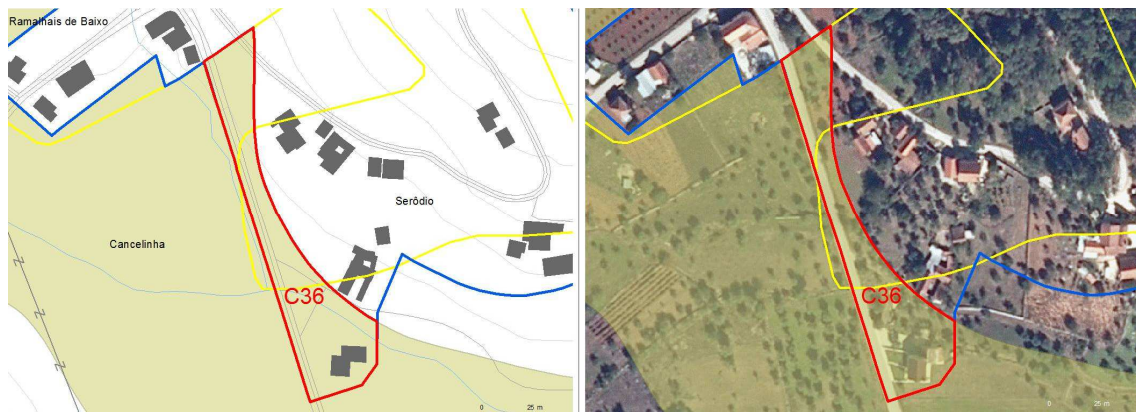 Ramalhais de Baixo
Serôdio
Cancelinha
C36
0 25 m
C36
0 25 m